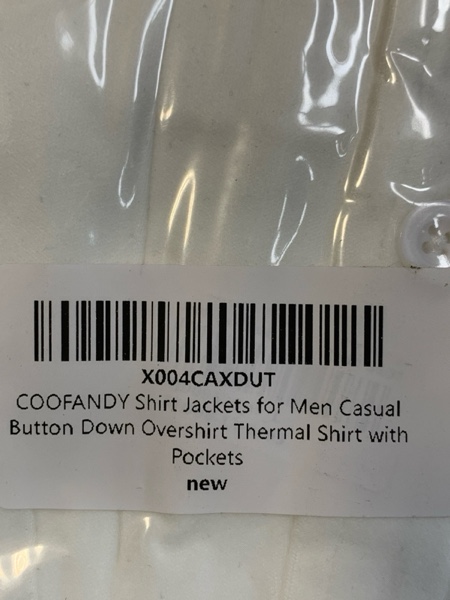 X004CAXDUT
COOFANDY Shirt Jackets for Men Casual
Button Down Overshirt Thermal Shirt with
Pockets
new